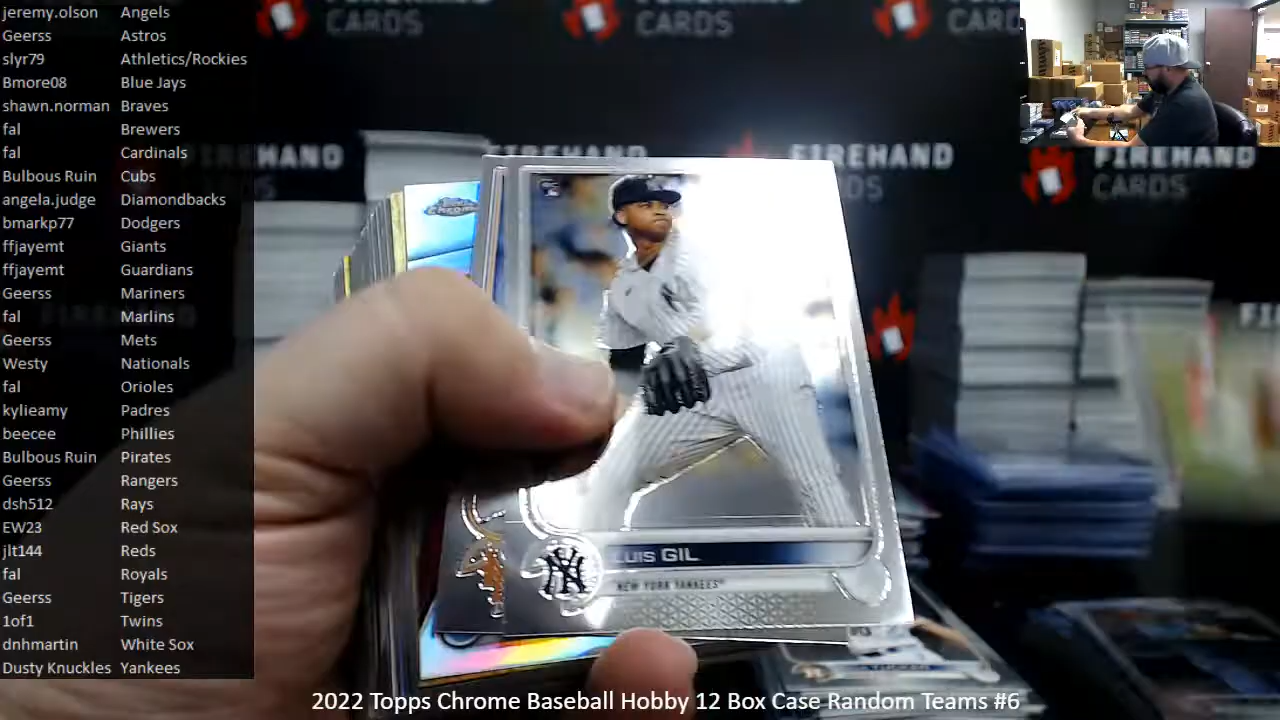 jeremy.olson Angels
Geerss Astros
slyr79 Athletics/Rockies
Bmore08 Blue Jays
shawn.norman Braves
fal Brewers
fal Cardinals
Bulbous Ruin Cubs
angela.judge Diamondbacks
bmarkp77 Dodgers
ffjayemt Giants
ffjayemt Guardians
Geerss Mariners
fal Marlins
Geerss Mets
Westy Nationals
fal Orioles
kylieamy Padres
beecee Phillies
Bulbous Ruin Pirates
Geerss Rangers
dsh512 Rays
EW23 Red Sox
jlt144 Reds
fal Royals
Geerss Tigers
1of1 Twins
dnhmartin White Sox
Dusty Knuckles Yankees
CARDS
CARDS
FIREHAND
FIREHAND
CARDS
FIREHAND
CARDS
LUIS GIL
NY
NEW YORK YANKEES
2022 Topps Chrome Baseball Hobby 12 Box Case Random Teams #6